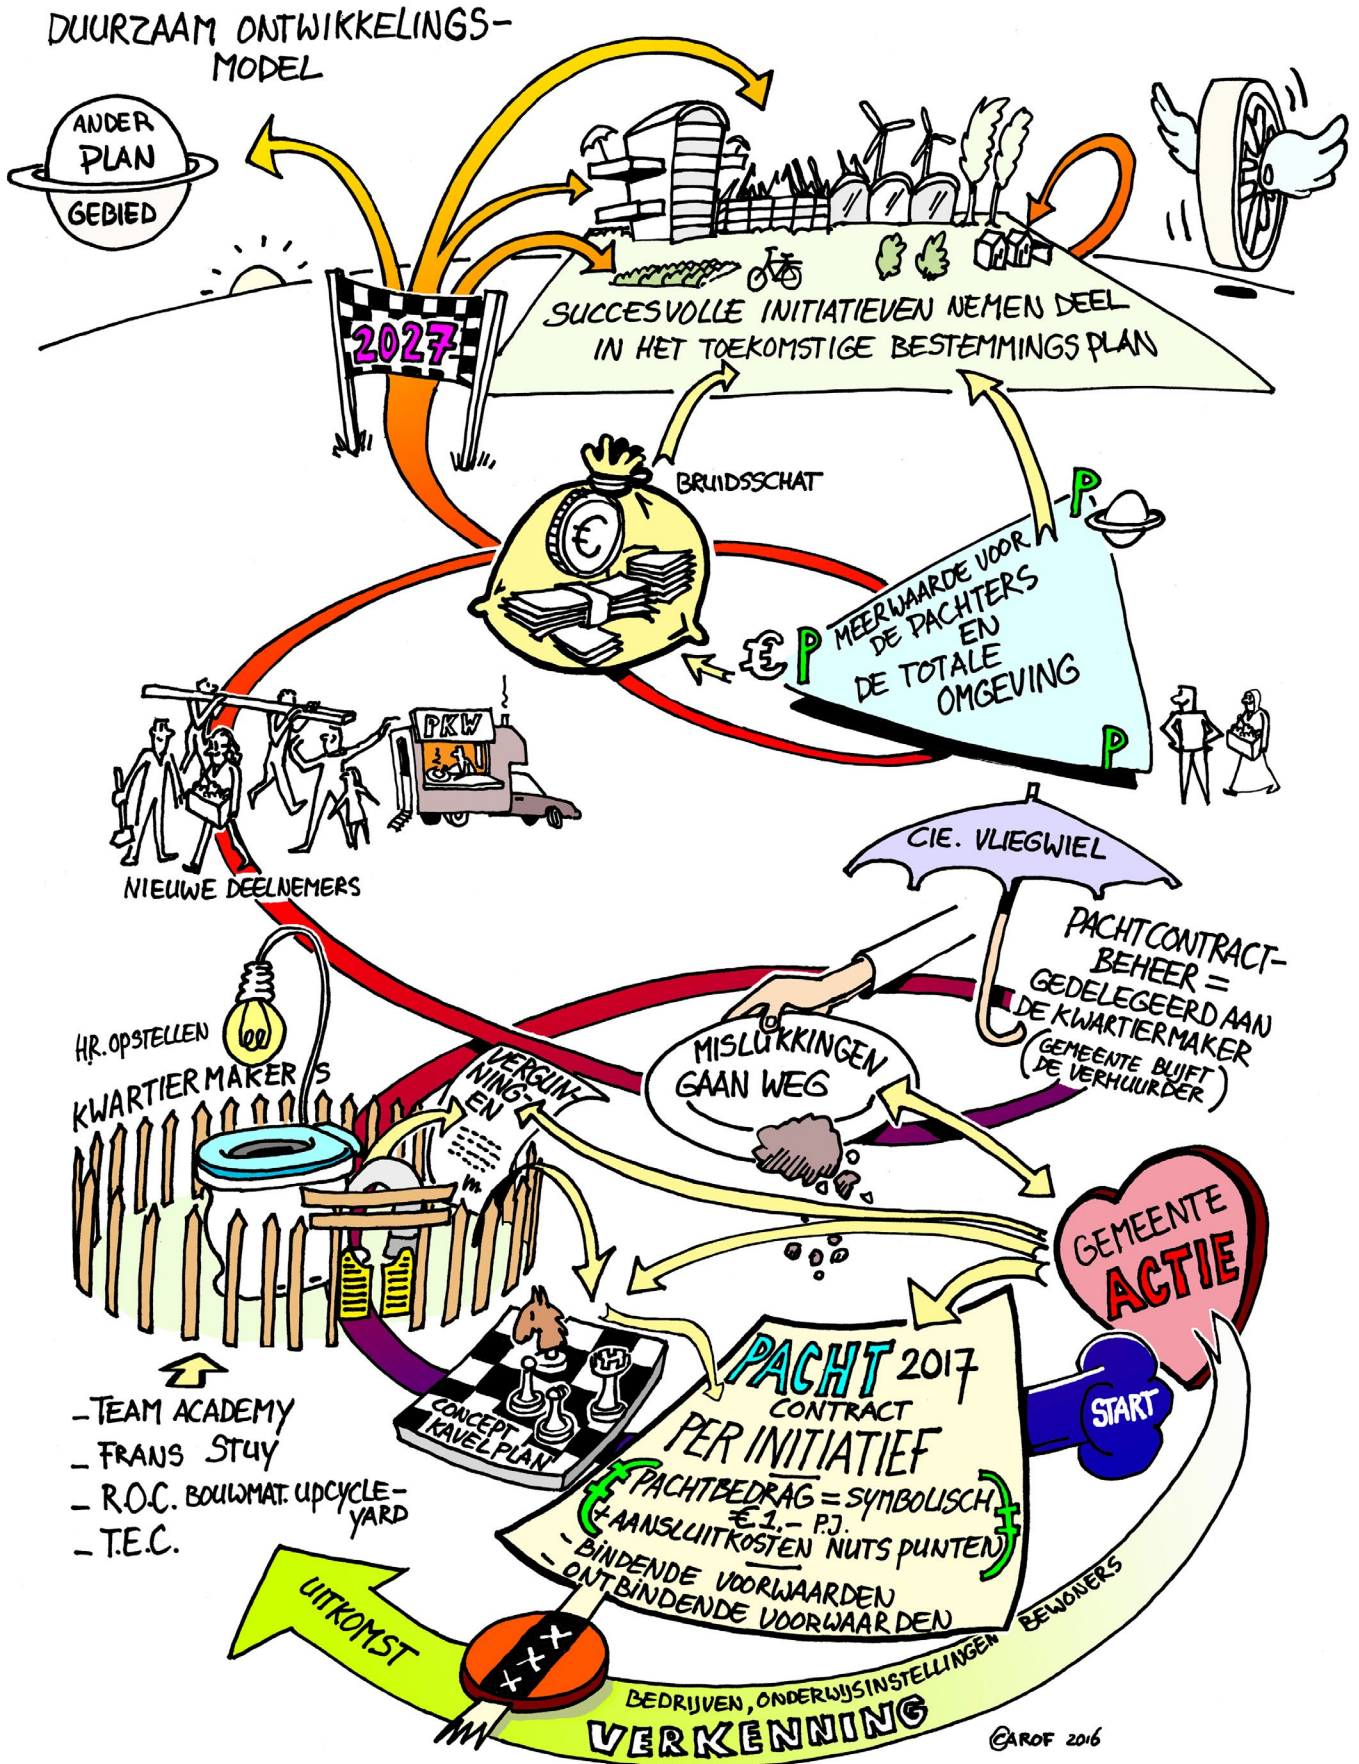 DUURZAAM ONTWIKKELINGS-
MODEL
ANDER
PLAN
GEBIED
2027
SUCCESVOLLE INITIATIEVEN NEMEN DEEL
IN HET TOEKOMSTIGE BESTEMMINGSPLAN
BRUIDSSCHAT
€
P
MEERWAARDE VOOR
DE PACHTERS
EN
DE TOTALE
OMGEVING
€ P
P
PKW
NIEUWE DEELNEMERS
CIE. VLIEGWIEL
PACHTCONTRACT-
BEHEER =
GEDELEGEERD AAN
DE KWARTIERMAKER
(GEMEENTE BLIJFT
DE VERHUURDER)
MISLUKKINGEN
GAAN WEG
H.R. OPSTELLEN
KWARTIERMAKERS
VERGUN-
NING-
EN
GEMEENTE
ACTIE
START
CONCEPT
KAVELPLAN
PACHT 2017
CONTRACT
PER INITIATIEF
(PACHTBEDRAG = SYMBOLISCH
€ 1,- P.J.
+ AANSLUITKOSTEN NUTS PUNTEN)
- BINDENDE VOORWAARDEN
- ONTBINDENDE VOORWAARDEN
- TEAM ACADEMY
- FRANS STUY
- R.O.C. BOUWMAT. UPCYCLE-
YARD
- T.E.C.
UITKOMST
XXX
BEDRIJVEN, ONDERWIJSINSTELLINGEN BEWONERS
VERKENNING
©AROF 2016